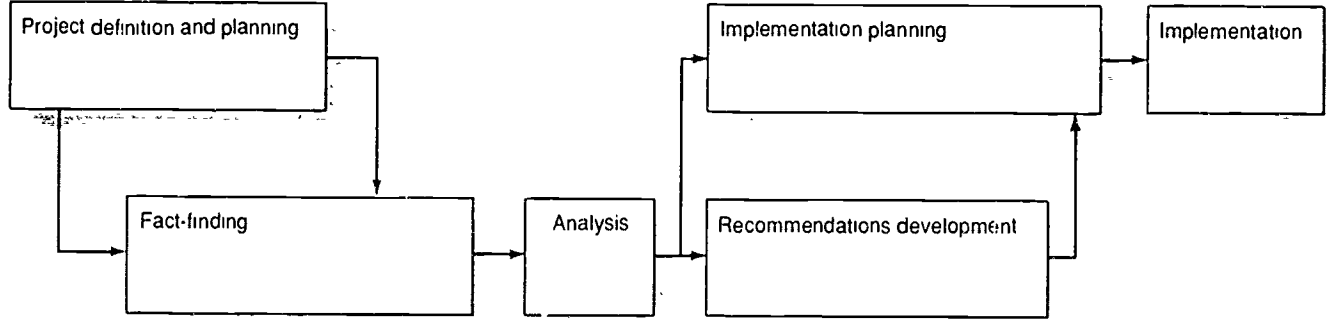 Project definition and planning
Implementation planning
Implementation
Fact-finding
Analysis
Recommendations development